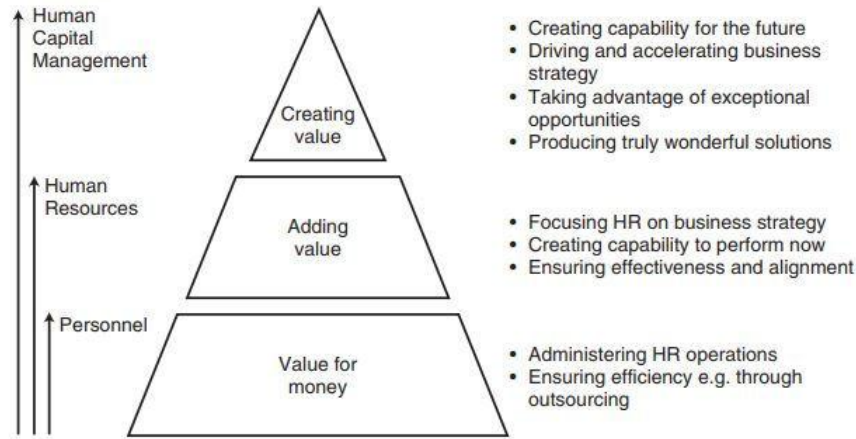 Human
Capital
Management
Creating
value
• Creating capability for the future
• Driving and accelerating business
strategy
• Taking advantage of exceptional
opportunities
• Producing truly wonderful solutions
Human
Resources
Adding
value
• Focusing HR on business strategy
• Creating capability to perform now
• Ensuring effectiveness and alignment
Personnel
Value for
money
• Administering HR operations
• Ensuring efficiency e.g. through
outsourcing